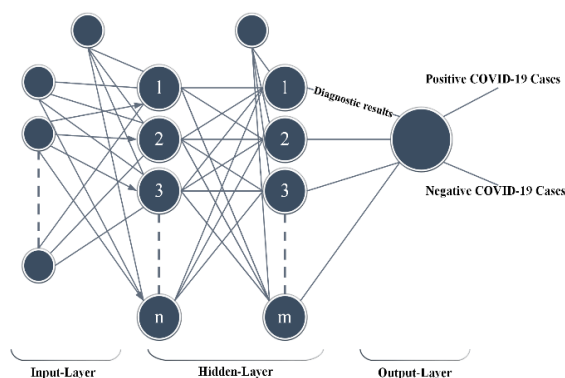 1
1
2
2
3
3
n
m
Diagnostic results
Positive COVID-19 Cases
Negative COVID-19 Cases
Input-Layer
Hidden-Layer
Output-Layer